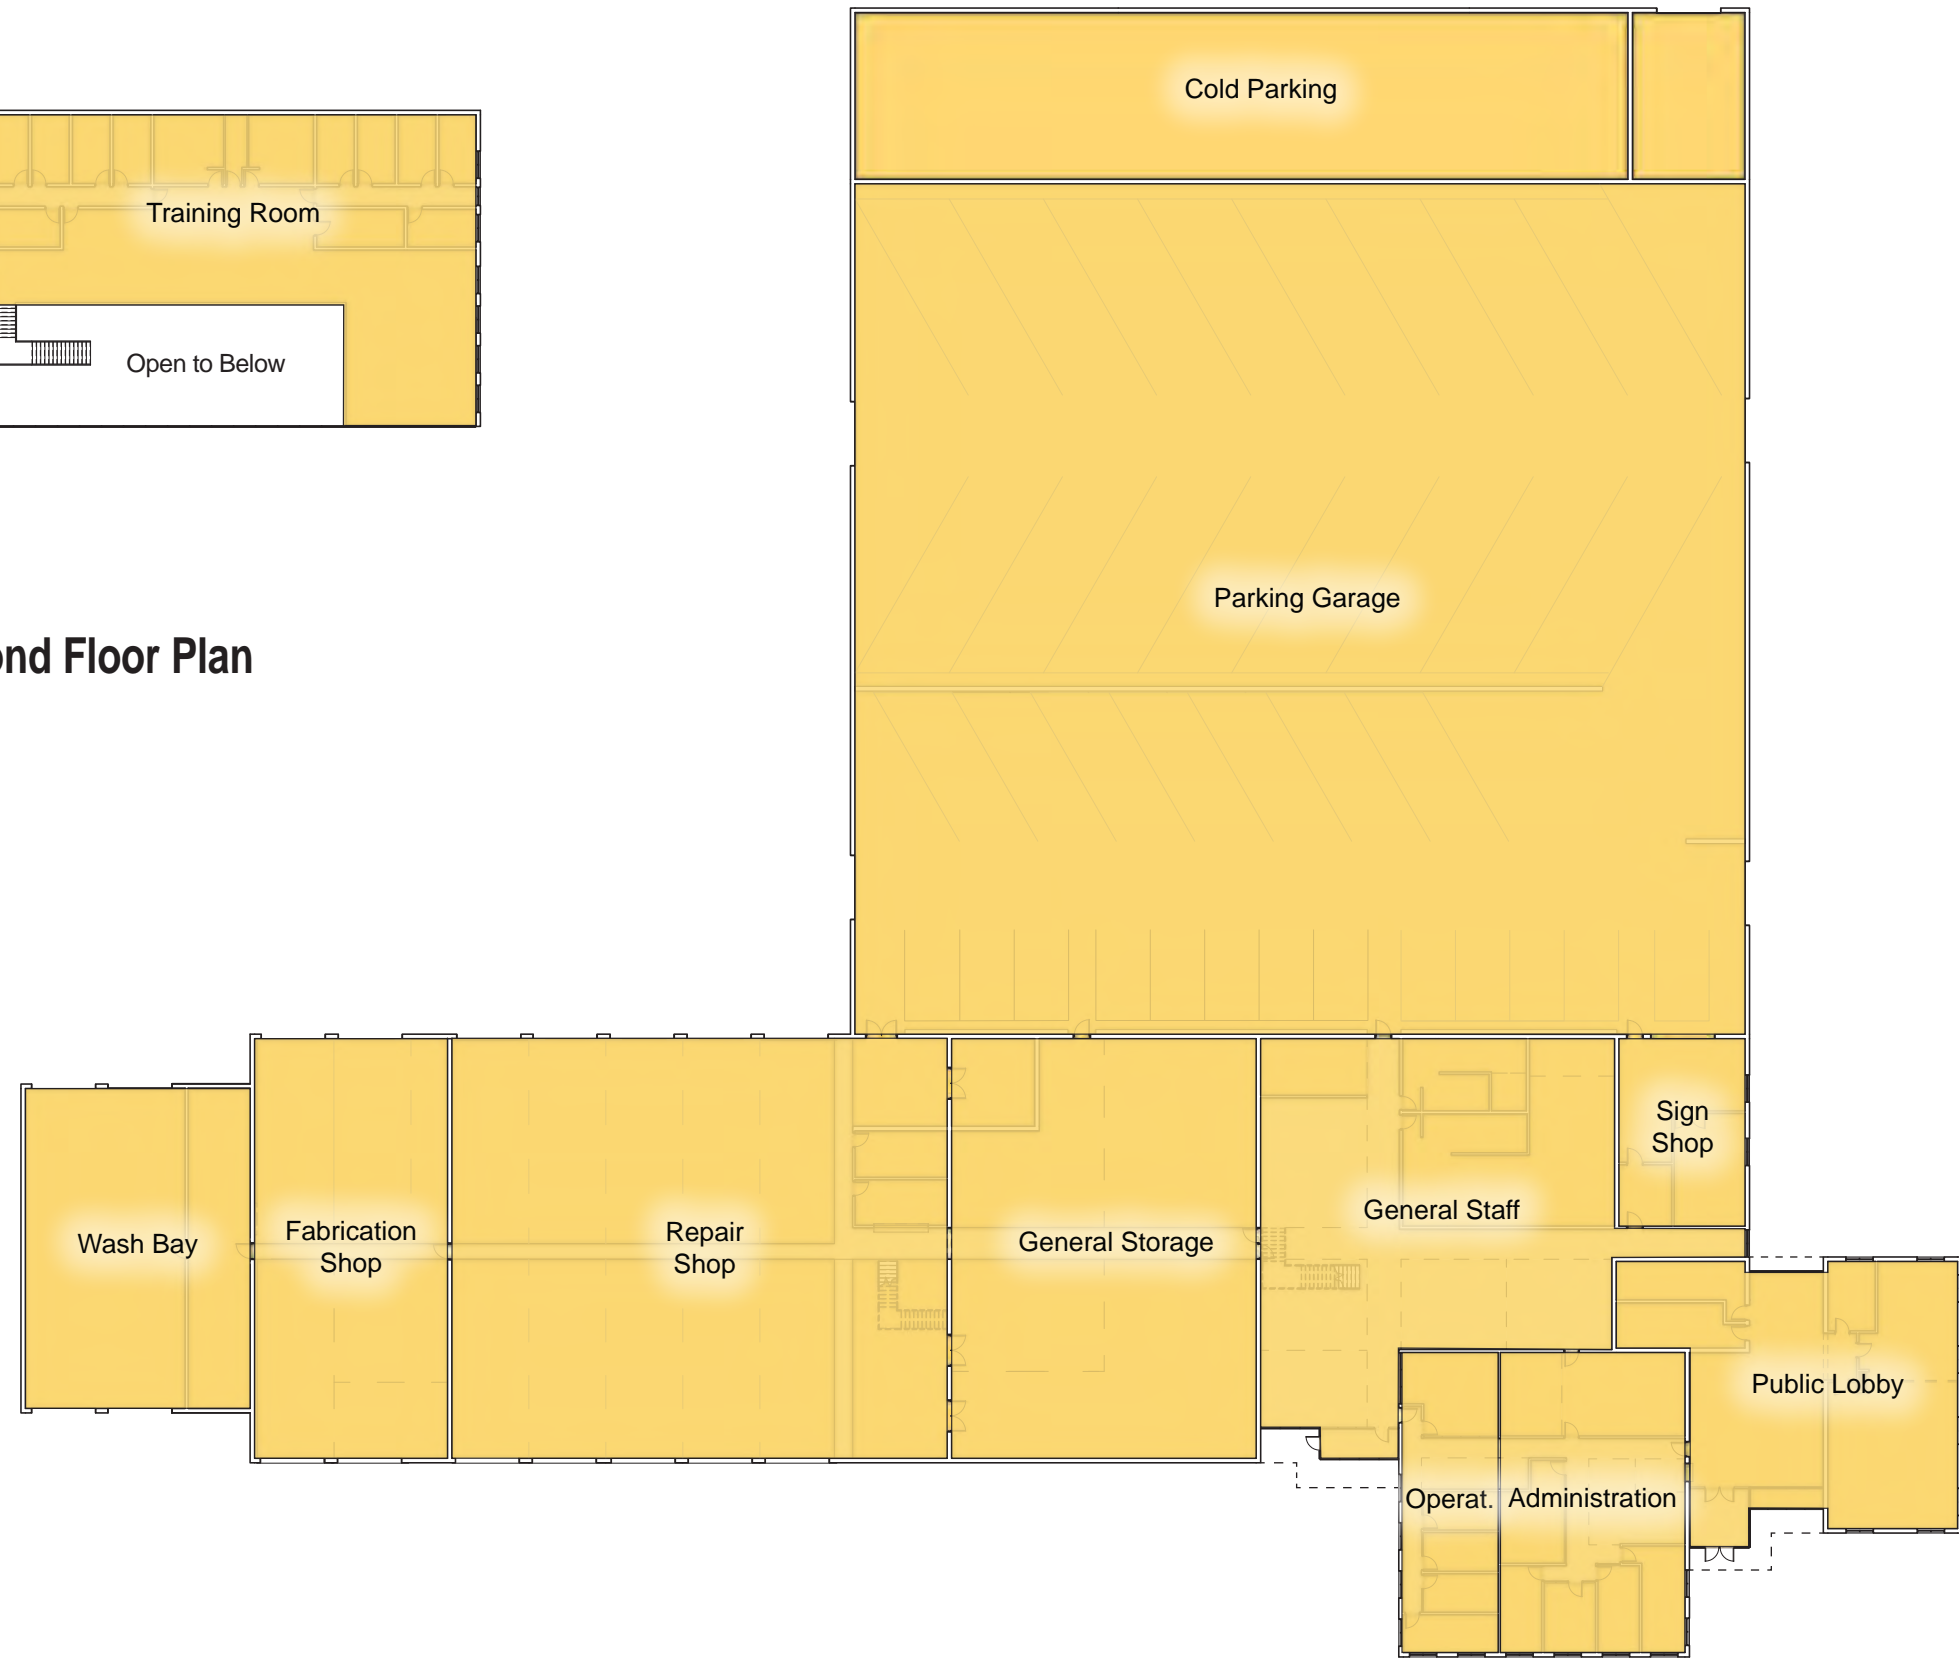 Cold Parking
Training Room
Open to Below
Parking Garage
ond Floor Plan
Sign
Shop
General Staff
Fabrication
Shop
Repair
Shop
Wash Bay
General Storage
Public Lobby
Operat.
Administration